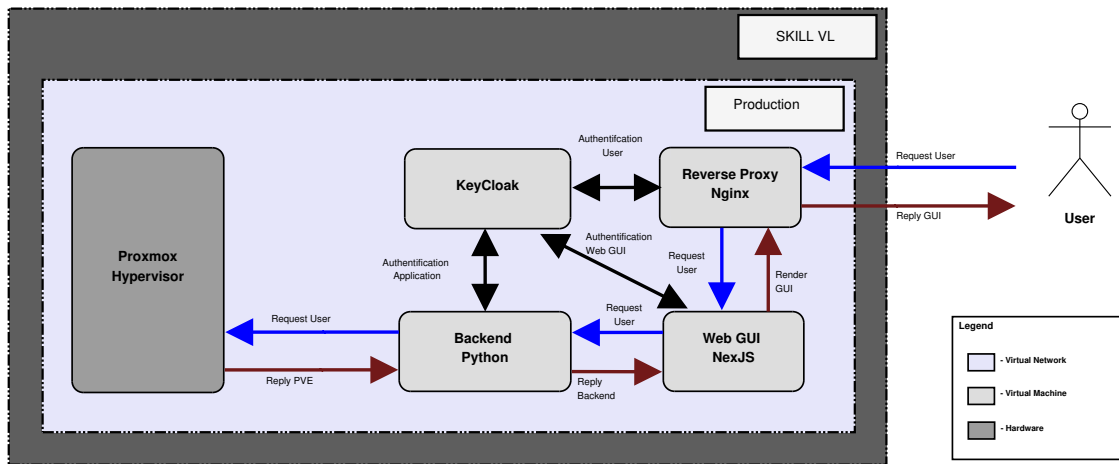 SKILL VL
Production
Authentifcation
User
Request User
KeyCloak
Reverse Proxy
Nginx
Reply GUI
User
Proxmox
Hypervisor
Authentification
Web GUI
Authentification
Application
Request
User
Render
GUI
Request User
Request
User
Backend
Python
Web GUI
NexJS
Reply PVE
Reply
Backend
Legend
- Virtual Network
- Virtual Machine
- Hardware